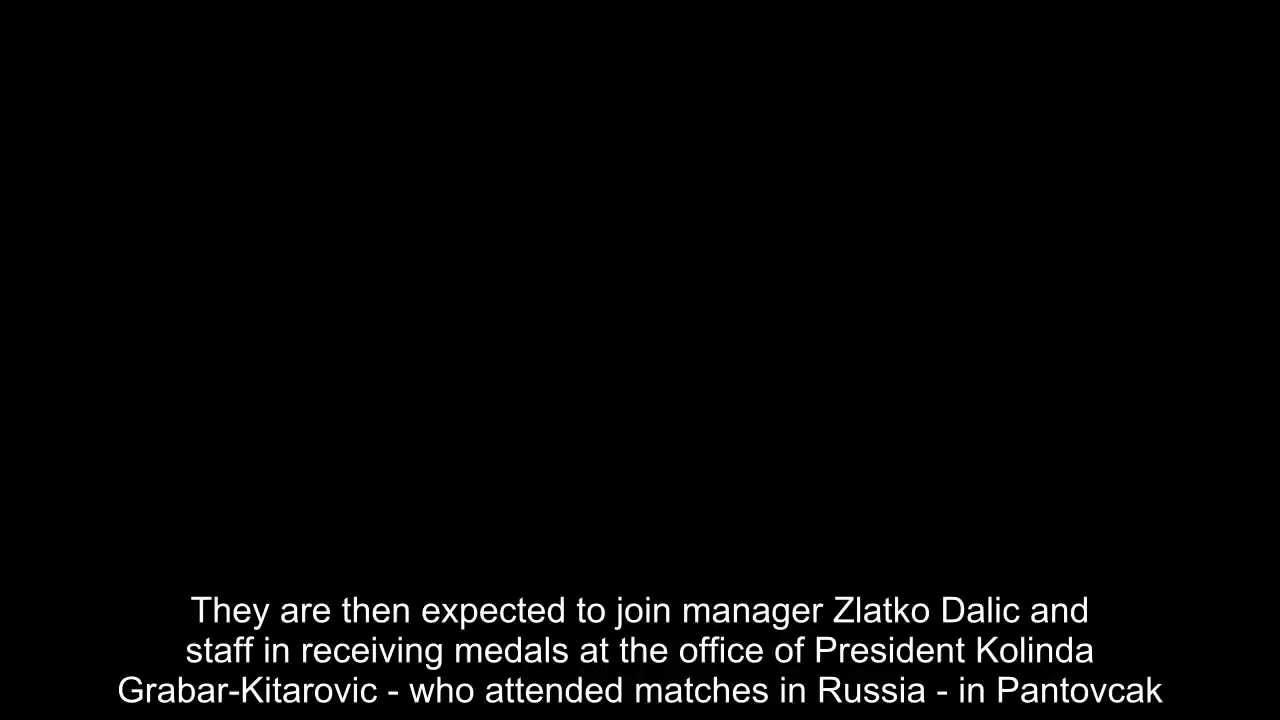 They are then expected to join manager Zlatko Dalic and
staff in receiving medals at the office of President Kolinda
Grabar-Kitarovic - who attended matches in Russia - in Pantovcak